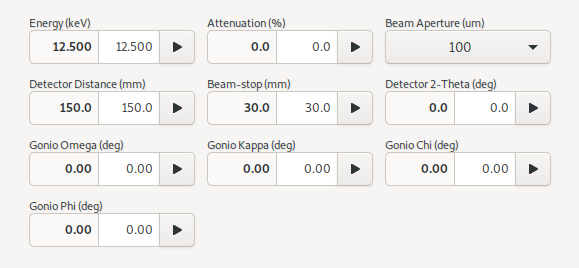 Energy (keV) Attenuation (%) Beam Aperture (um)
12.500 12.500 0.0 0.0 100
Detector Distance (mm) Beam-stop (mm) Detector 2-Theta (deg)
150.0 150.0 30.0 30.0 0.0 0.0
Gonio Omega (deg) Gonio Kappa (deg) Gonio Chi (deg)
0.00 0.00 0.00 0.00 0.00 0.00
Gonio Phi (deg)
0.00 0.00